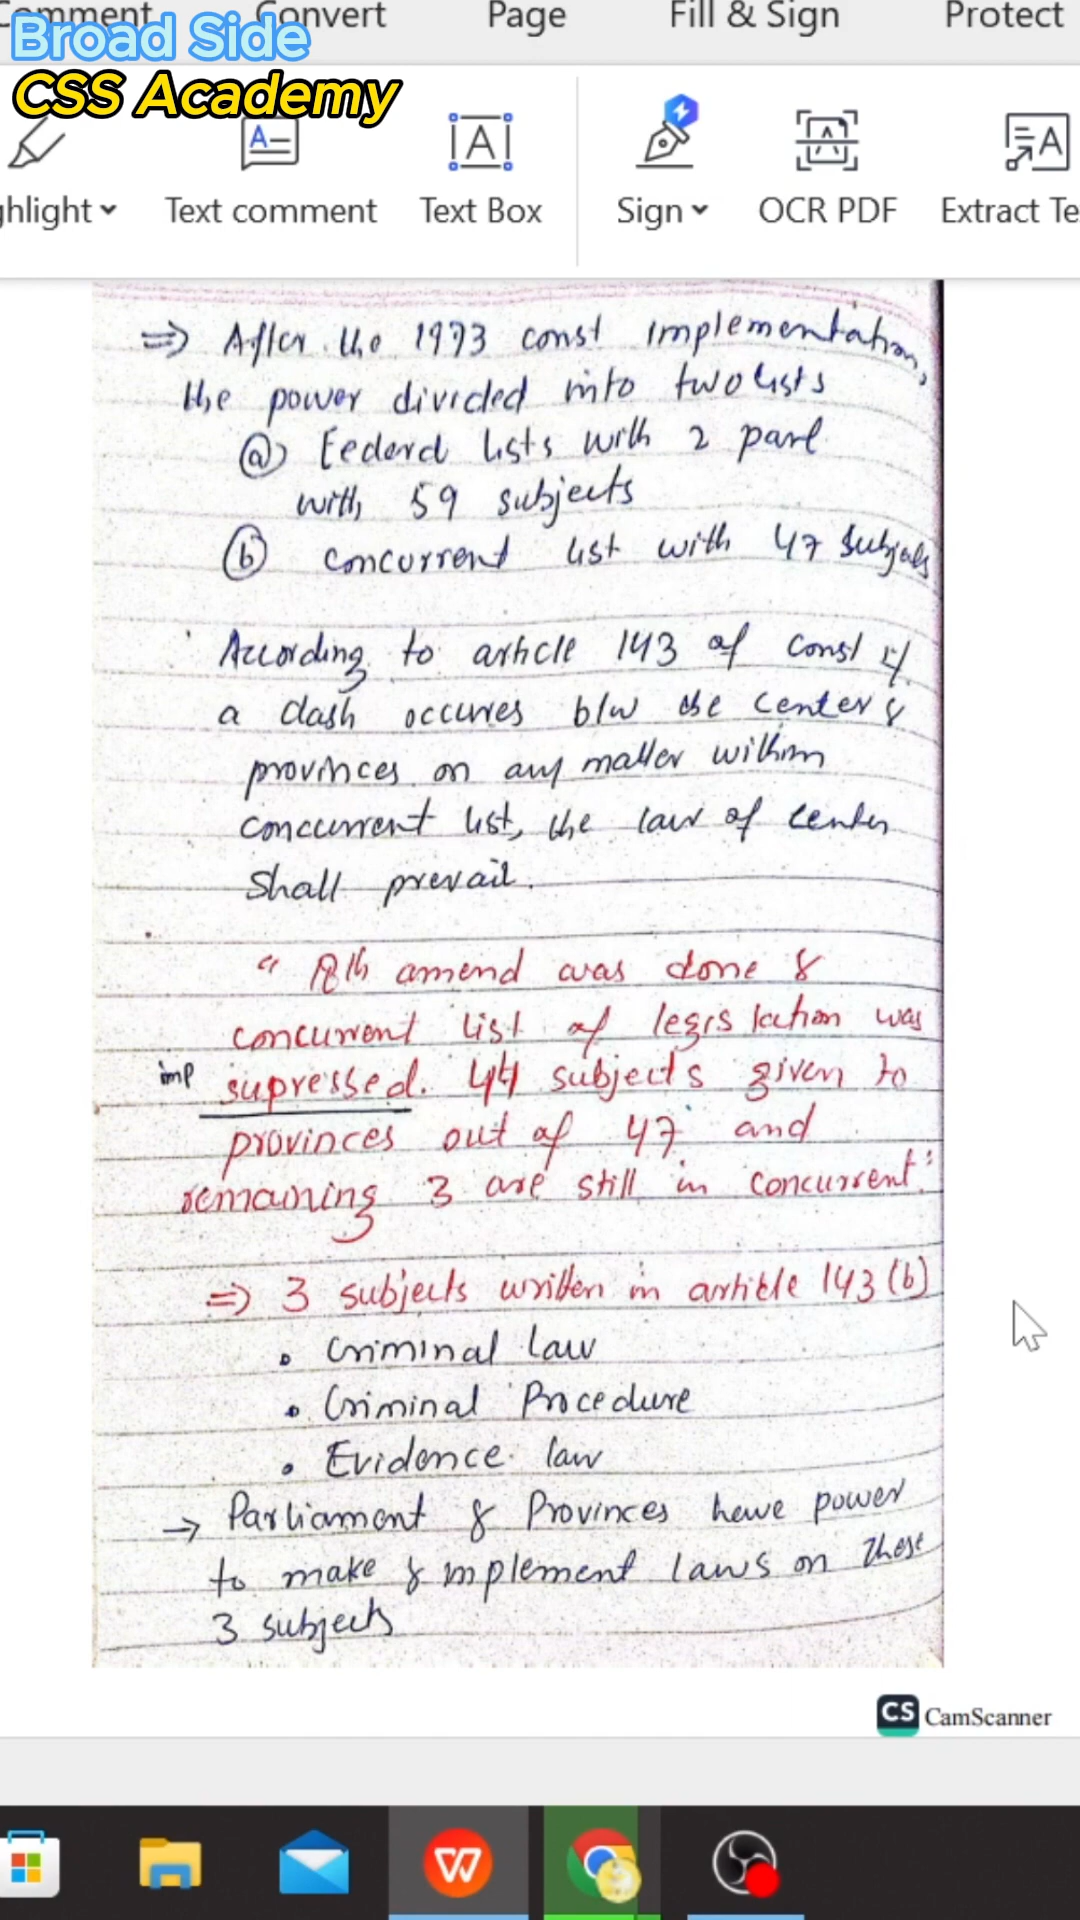 Comment Convert Page Fill & Sign Protect
Broad Side
CSS Academy
ghlight Text comment Text Box Sign OCR PDF Extract Te
=> After the 1973 const implementation,
the power divided into two lists
(a) Federal lists with 2 part
with 59 subjects
(b) concurrent list with 47 subjects
According to article 143 of const if
a clash occures b/w the center &
provinces on any matter within
concurrent list, the law of center
shall prevail.
" 18th amend was done &
concurrent list of legislation was
imp supressed. 44 subjects given to
provinces out of 47 and
remaining 3 are still in concurrent."
=> 3 subjects written in article 143 (b)
• Criminal law
• Criminal Procedure
• Evidence law
→ Parliament & Provinces have power
to make & implement laws on these
3 subjects
CS CamScanner